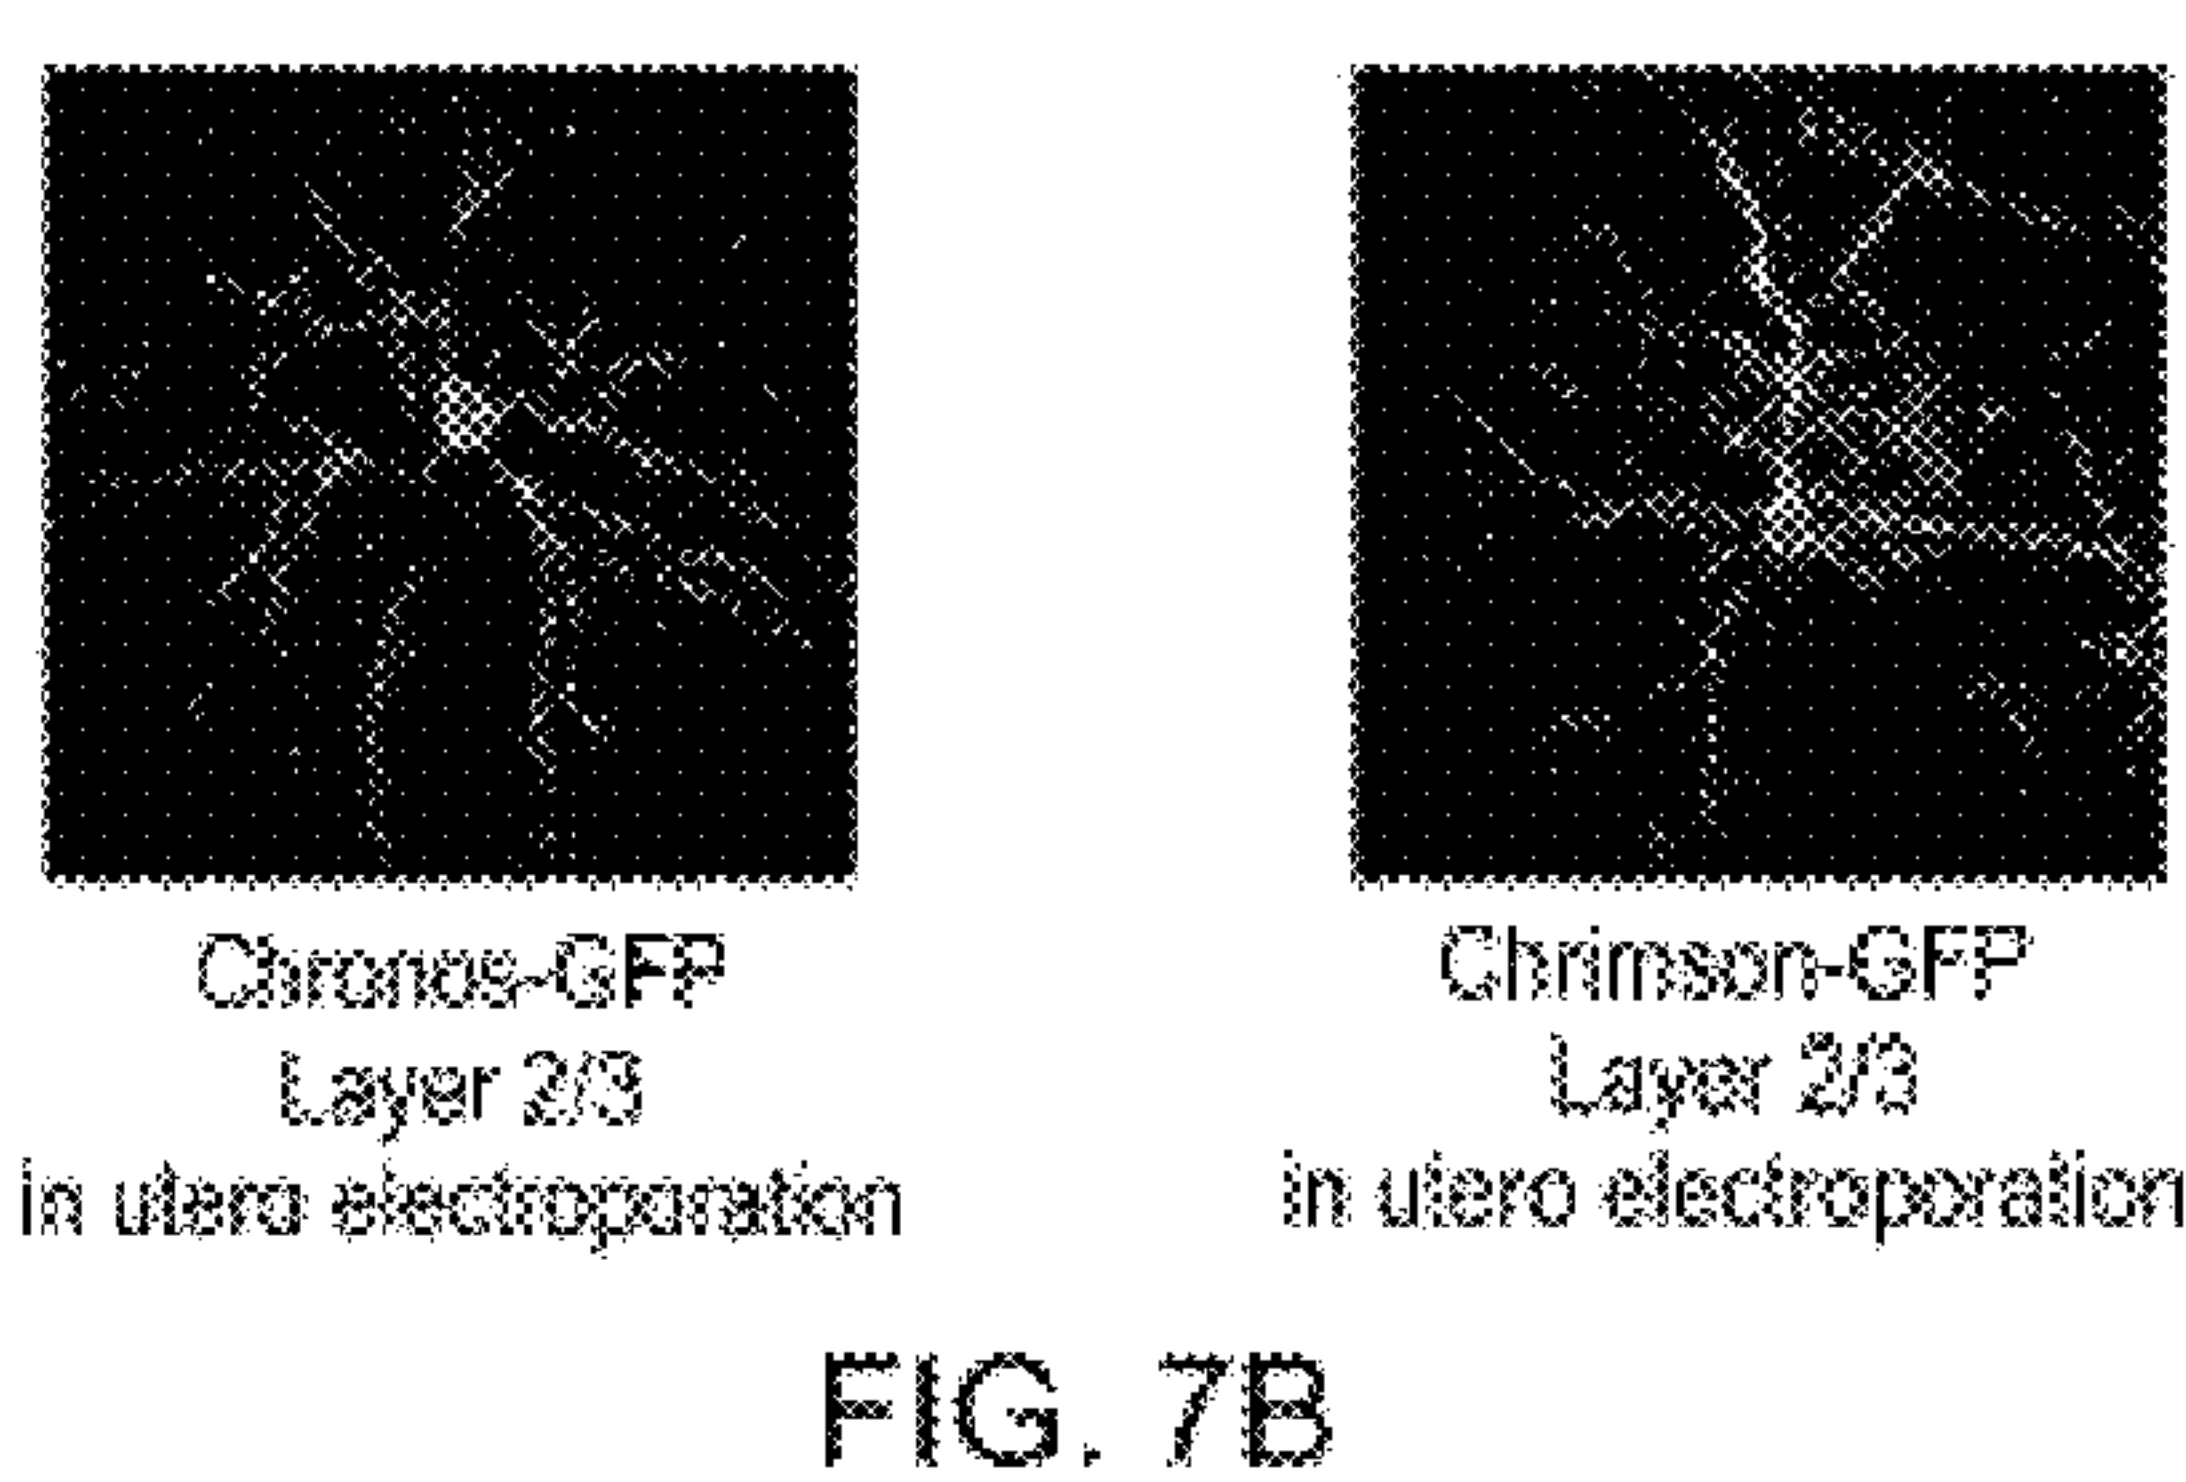 Chronos-GFP
Layer 2/3
in utero electroporation
Chrimson-GFP
Layer 2/3
in utero electroporation
FIG. 7B